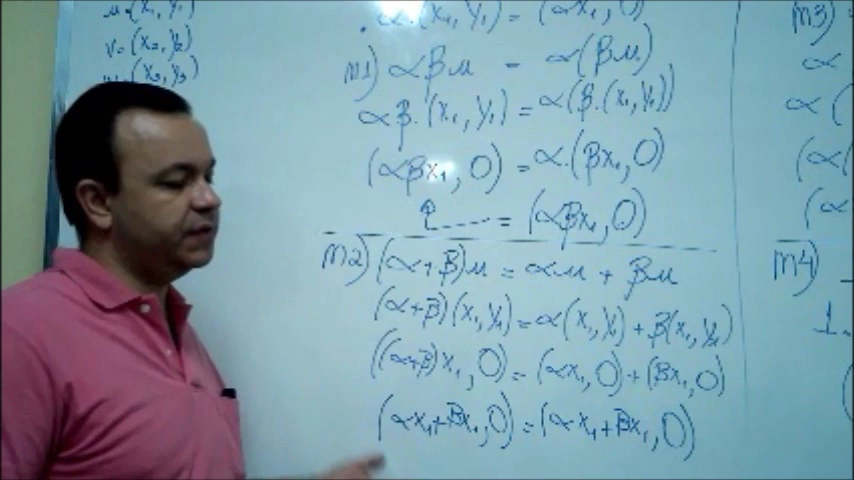 u=(x₁, y₁)
v=(x₂, y₂)
w=(x₃, y₃)
α.(x₁, y₁) = (αx₁, 0)
m1) αβu = α(βu)
αβ.(x₁, y₁) = α(β.(x₁, y₁))
(αβx₁, 0) = α.(βx₁, 0)
= (αβx₁, 0)
m2) (α+β)u = αu + βu
(α+β)(x₁, y₁) = α(x₁, y₁) + β(x₁, y₁)
((α+β)x₁, 0) = (αx₁, 0) + (βx₁, 0)
(αx₁+βx₁, 0) = (αx₁+βx₁, 0)
m3)
α
α(
(α(
(α
m4)
1.